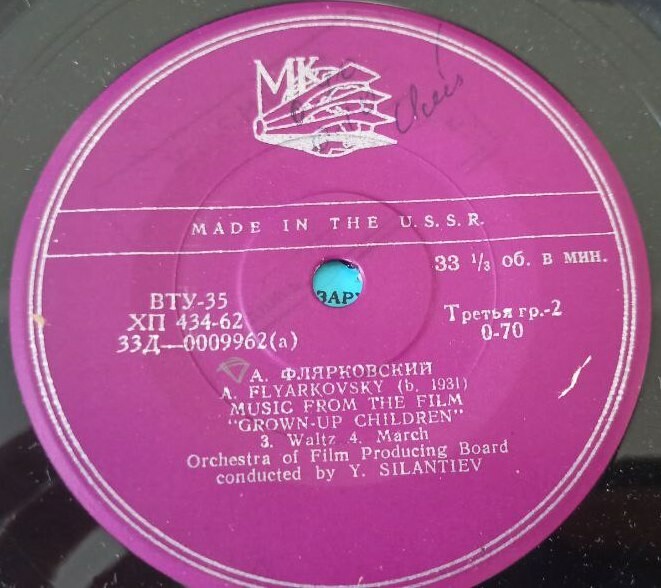 МК
MADE IN THE U.S.S.R.
33 1/3 об. в мин.
ВТУ-35
ХП 434-62
33Д—0009962(а)
Третья гр.-2
0-70
ЗАРУ
А. ФЛЯРКОВСКИЙ
A. FLYARKOVSKY (b. 1931)
MUSIC FROM THE FILM
"GROWN-UP CHILDREN"
3. Waltz 4. March
Orchestra of Film Producing Board
conducted by Y. SILANTIEV